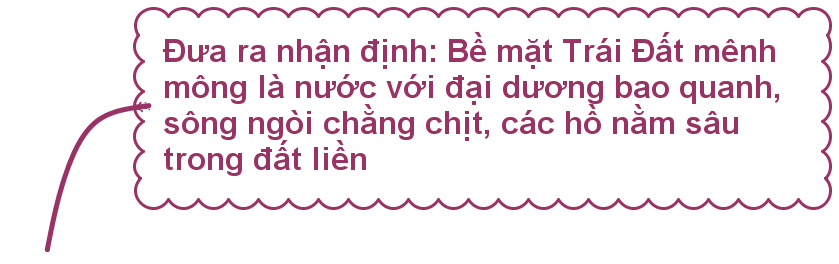 Đưa ra nhận định: Bề mặt Trái Đất mênh
mông là nước với đại dương bao quanh,
sông ngòi chằng chịt, các hồ nằm sâu
trong đất liền